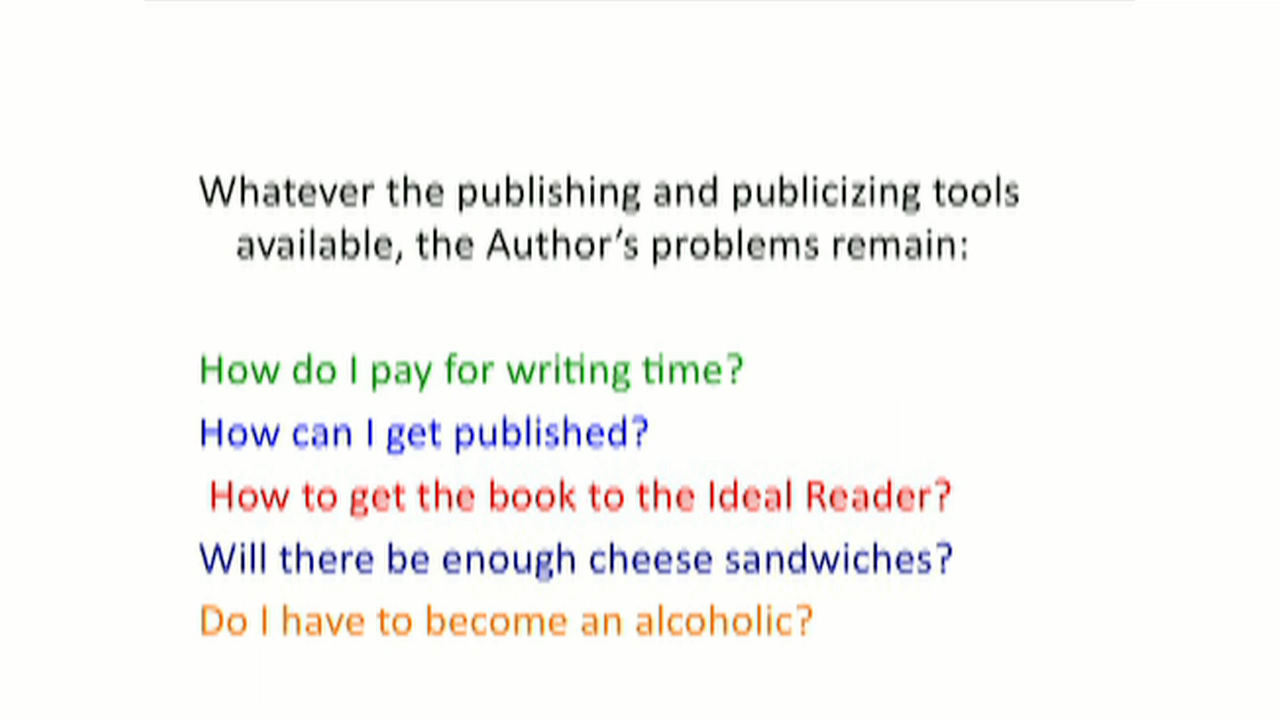 Whatever the publishing and publicizing tools
available, the Author’s problems remain:
How do I pay for writing time?
How can I get published?
How to get the book to the Ideal Reader?
Will there be enough cheese sandwiches?
Do I have to become an alcoholic?